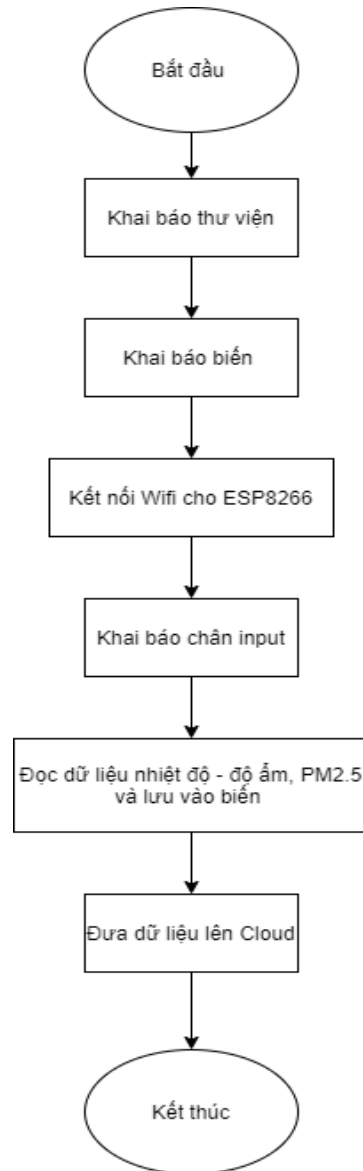 Bắt đầu
Khai báo thư viện
Khai báo biến
Kết nối Wifi cho ESP8266
Khai báo chân input
Đọc dữ liệu nhiệt độ - độ ẩm, PM2.5
và lưu vào biến
Đưa dữ liệu lên Cloud
Kết thúc